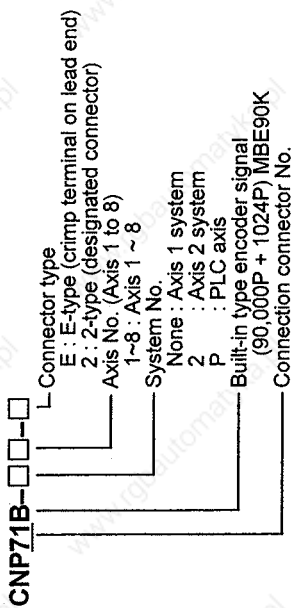 CNP71B-□□-□
Connector type
E : E-type (crimp terminal on lead end)
2 : 2-type (designated connector)
Axis No. (Axis 1 to 8)
1~8 : Axis 1 ~ 8
System No.
None : Axis 1 system
2 : Axis 2 system
P : PLC axis
Built-in type encoder signal
(90,000P + 1024P) MBE90K
Connection connector No.